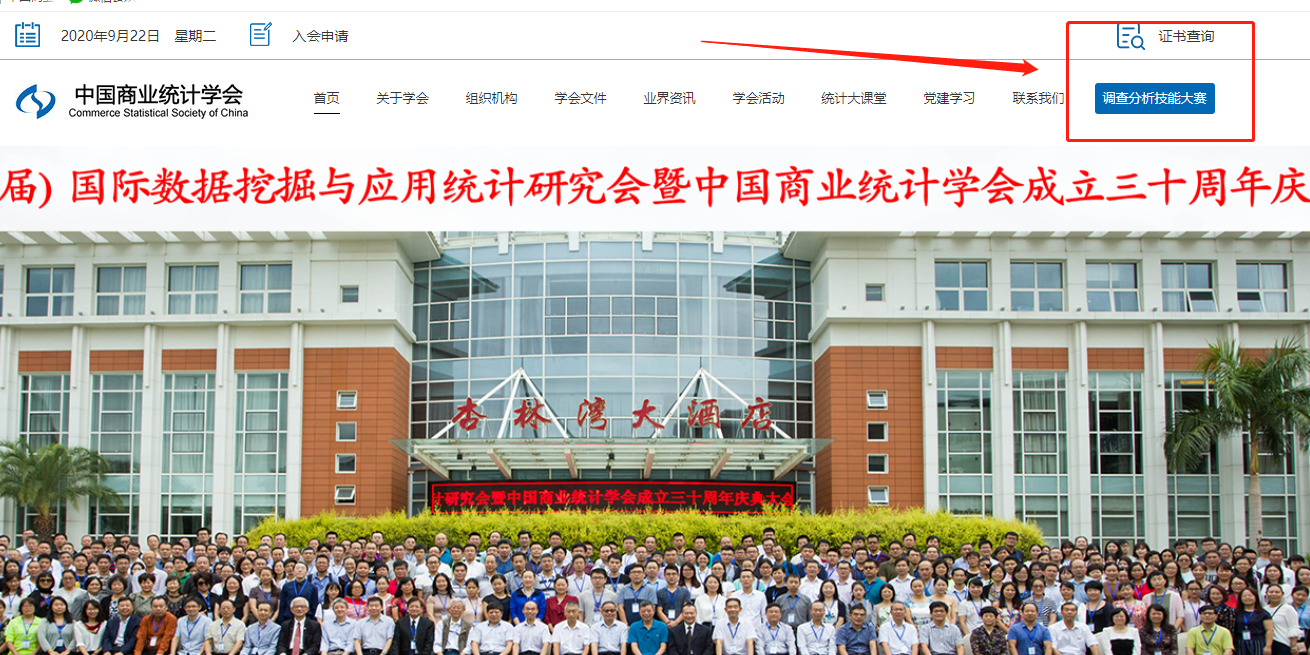 2020年9月22日 星期二 入会申请 证书查询
中国商业统计学会
Commerce Statistical Society of China
首页 关于学会 组织机构 学会文件 业界资讯 学会活动 统计大课堂 党建学习 联系我们 调查分析技能大赛
届) 国际数据挖掘与应用统计研究会暨中国商业统计学会成立三十周年庆
杏林湾大酒店
计研究会暨中国商业统计学会成立三十周年庆典大会